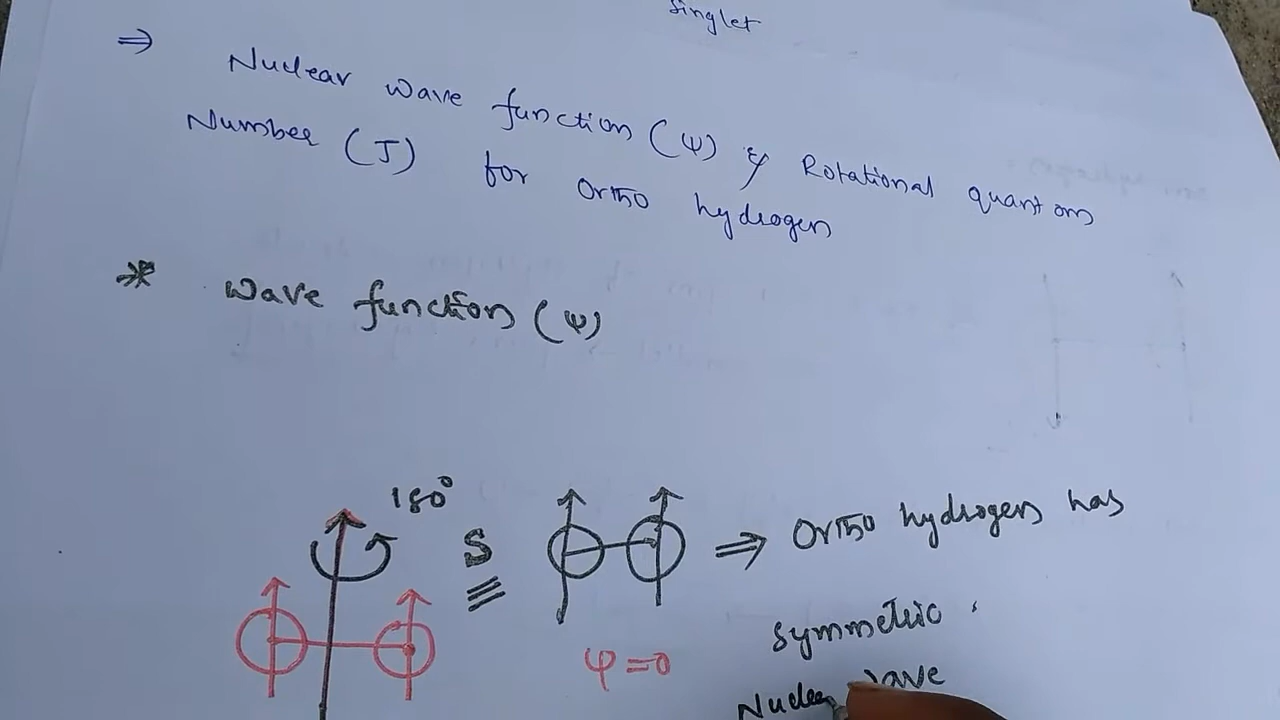 Singlet
⇒ Nuclear wave function (ψ) & Rotational quantum
Number (J) for Ortho hydrogen
* Wave function (ψ)
180°
S
⇒ Ortho hydrogen has
symmetric
φ=0
wave